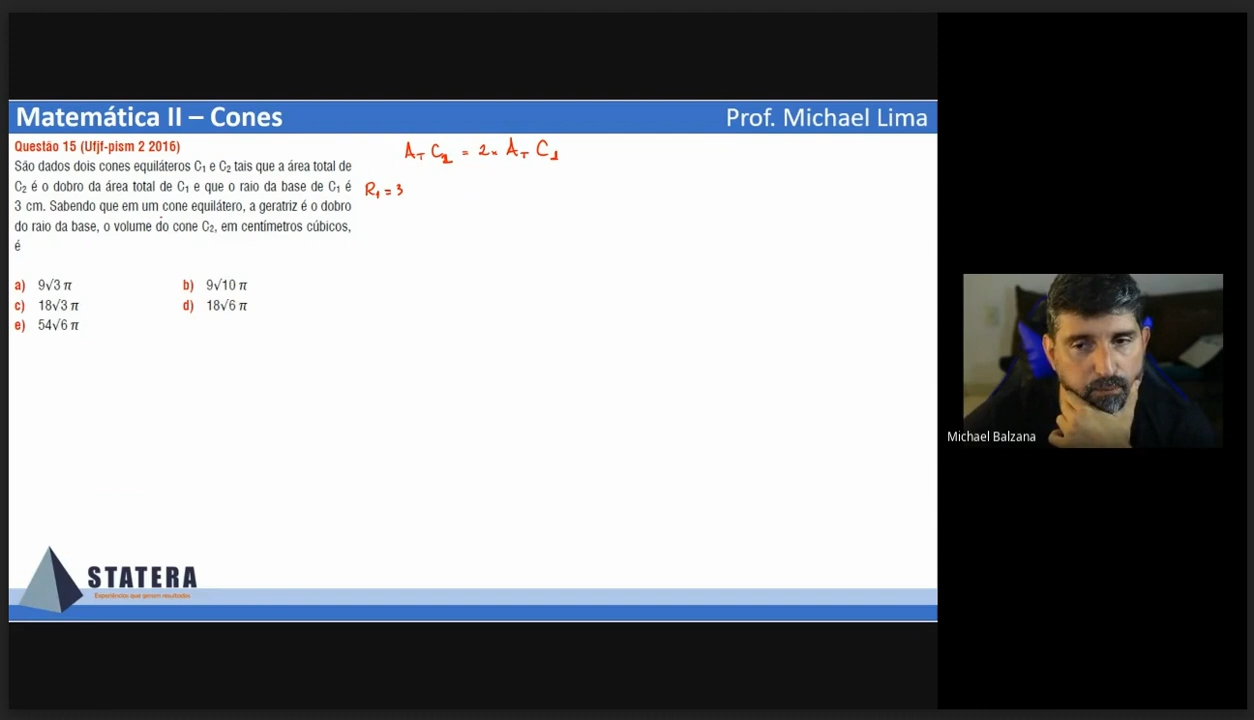 Matemática II – Cones
Prof. Michael Lima
Questão 15 (Ufjf-pism 2 2016)
São dados dois cones equiláteros C₁ e C₂ tais que a área total de
C₂ é o dobro da área total de C₁ e que o raio da base de C₁ é
3 cm. Sabendo que em um cone equilátero, a geratriz é o dobro
do raio da base, o volume do cone C₂, em centímetros cúbicos,
é
a) 9√3 π
b) 9√10 π
c) 18√3 π
d) 18√6 π
e) 54√6 π
A_T C₂ = 2 × A_T C₁
R₁ = 3
Michael Balzana
STATERA
Experiências que geram resultados